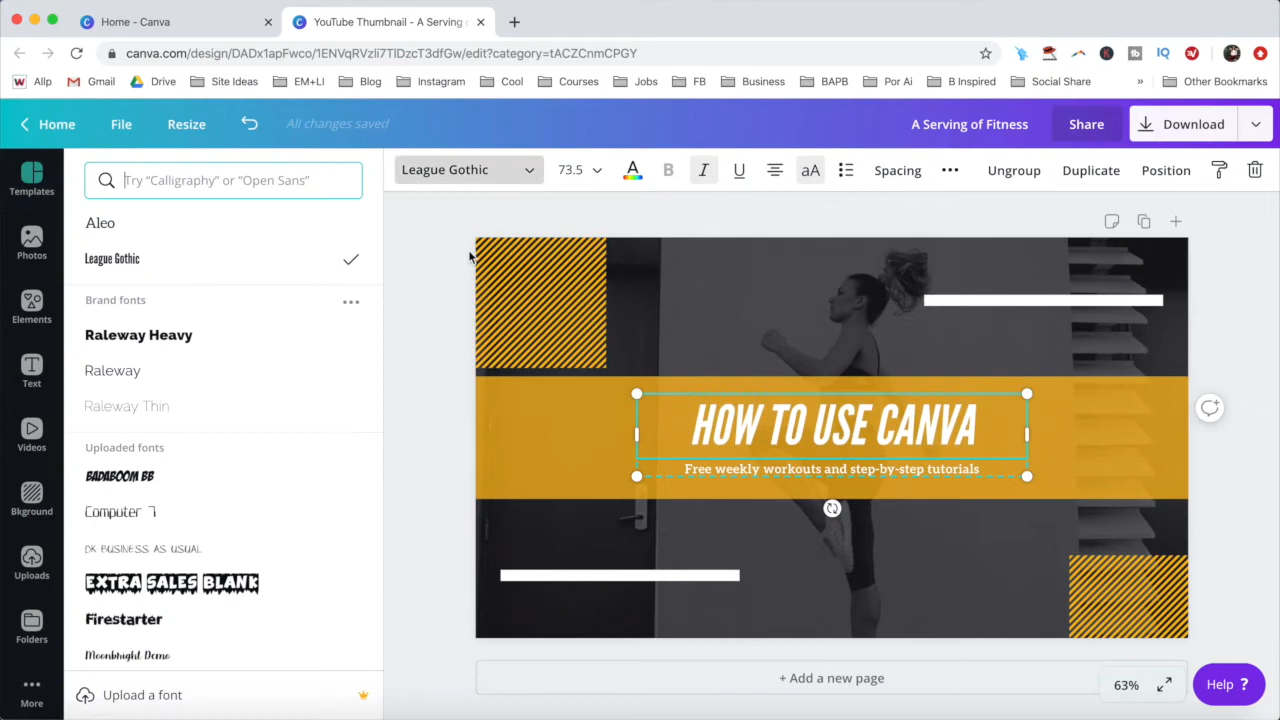 Home - Canva
YouTube Thumbnail - A Serving
canva.com/design/DADx1apFwco/1ENVqRVzli7TlDzcT3dfGw/edit?category=tACZCnmCPGY
Allp Gmail Drive Site Ideas EM+LI Blog Instagram Cool Courses Jobs FB Business BAPB Por Ai B Inspired Social Share » Other Bookmarks
Home File Resize All changes saved A Serving of Fitness Share Download
League Gothic 73.5 A B I U aA Spacing Ungroup Duplicate Position
Templates
Photos
Elements
Text
Videos
Bkground
Uploads
Folders
More
Try “Calligraphy” or “Open Sans”
Aleo
League Gothic
Brand fonts
Raleway Heavy
Raleway
Raleway Thin
Uploaded fonts
BADABOOM BB
Computer 7
DK BUSINESS AS USUAL
EXTRA SALES BLANK
Firestarter
Moonbright Demo
Upload a font
HOW TO USE CANVA
Free weekly workouts and step-by-step tutorials
+ Add a new page
63%
Help ?